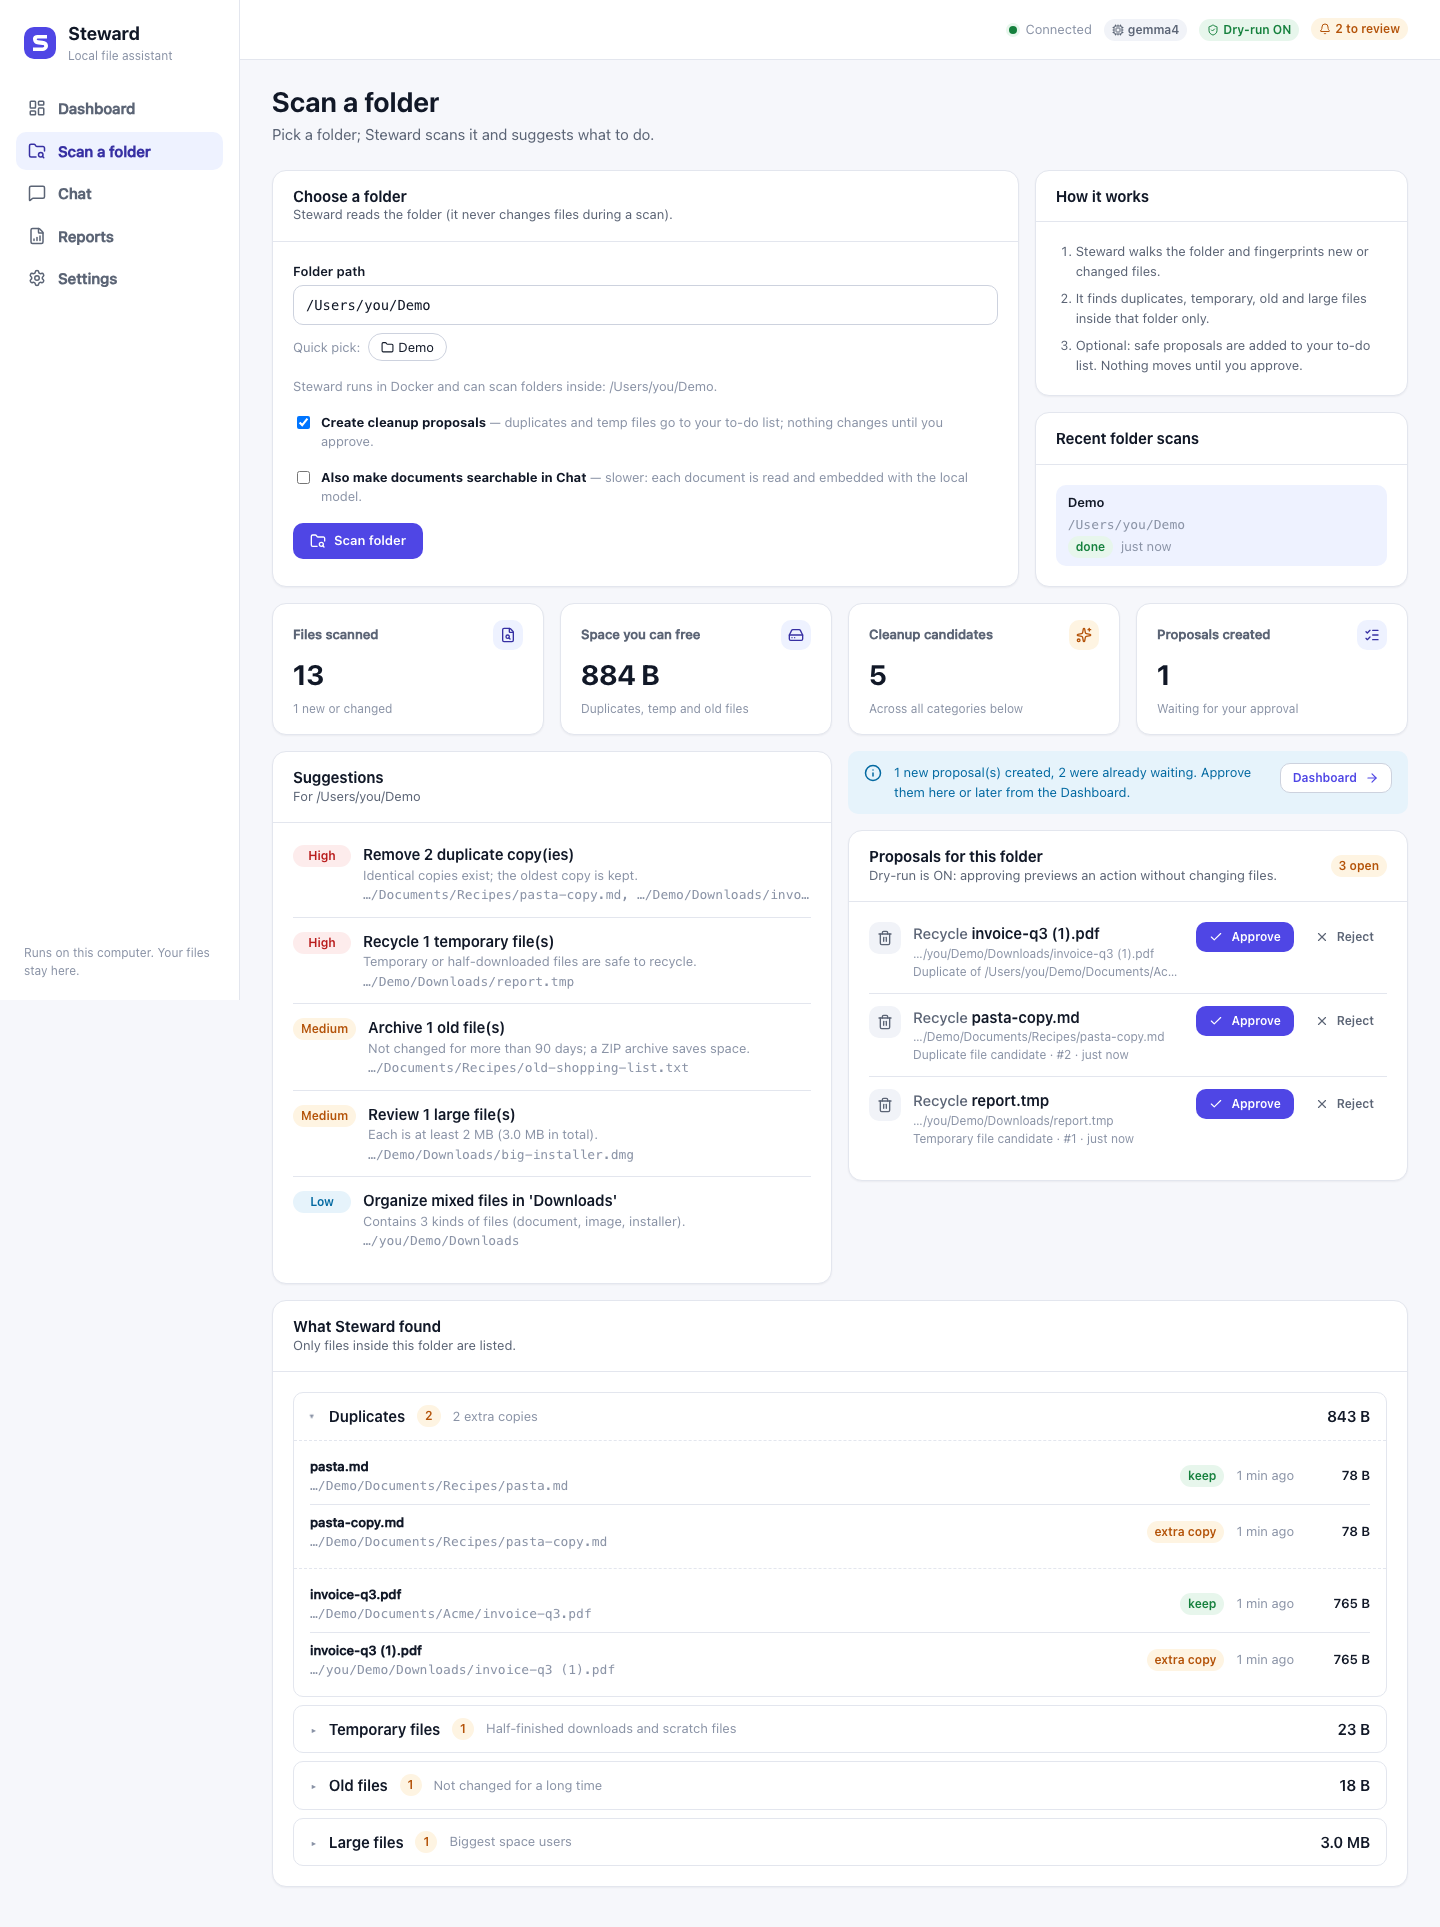 Steward
Local file assistant
Dashboard
Scan a folder
Chat
Reports
Settings
Runs on this computer. Your files
stay here.
Connected
gemma4
Dry-run ON
2 to review
Scan a folder
Pick a folder; Steward scans it and suggests what to do.
Choose a folder
Steward reads the folder (it never changes files during a scan).
Folder path
/Users/you/Demo
Quick pick:
Demo
Steward runs in Docker and can scan folders inside: /Users/you/Demo.
Create cleanup proposals — duplicates and temp files go to your to-do list; nothing changes until you
approve.
Also make documents searchable in Chat — slower: each document is read and embedded with the local
model.
Scan folder
How it works
1. Steward walks the folder and fingerprints new or
changed files.
2. It finds duplicates, temporary, old and large files
inside that folder only.
3. Optional: safe proposals are added to your to-do
list. Nothing moves until you approve.
Recent folder scans
Demo
/Users/you/Demo
done just now
Files scanned
13
1 new or changed
Space you can free
884 B
Duplicates, temp and old files
Cleanup candidates
5
Across all categories below
Proposals created
1
Waiting for your approval
Suggestions
For /Users/you/Demo
High
Remove 2 duplicate copy(ies)
Identical copies exist; the oldest copy is kept.
…/Documents/Recipes/pasta-copy.md, …/Demo/Downloads/invo…
High
Recycle 1 temporary file(s)
Temporary or half-downloaded files are safe to recycle.
…/Demo/Downloads/report.tmp
Medium
Archive 1 old file(s)
Not changed for more than 90 days; a ZIP archive saves space.
…/Documents/Recipes/old-shopping-list.txt
Medium
Review 1 large file(s)
Each is at least 2 MB (3.0 MB in total).
…/Demo/Downloads/big-installer.dmg
Low
Organize mixed files in 'Downloads'
Contains 3 kinds of files (document, image, installer).
…/you/Demo/Downloads
1 new proposal(s) created, 2 were already waiting. Approve
them here or later from the Dashboard.
Dashboard
Proposals for this folder
Dry-run is ON: approving previews an action without changing files.
3 open
Recycle invoice-q3 (1).pdf
…/you/Demo/Downloads/invoice-q3 (1).pdf
Duplicate of /Users/you/Demo/Documents/Ac…
Approve
Reject
Recycle pasta-copy.md
…/Demo/Documents/Recipes/pasta-copy.md
Duplicate file candidate · #2 · just now
Approve
Reject
Recycle report.tmp
…/you/Demo/Downloads/report.tmp
Temporary file candidate · #1 · just now
Approve
Reject
What Steward found
Only files inside this folder are listed.
Duplicates 2 2 extra copies 843 B
pasta.md
…/Demo/Documents/Recipes/pasta.md
keep 1 min ago 78 B
pasta-copy.md
…/Demo/Documents/Recipes/pasta-copy.md
extra copy 1 min ago 78 B
invoice-q3.pdf
…/Demo/Documents/Acme/invoice-q3.pdf
keep 1 min ago 765 B
invoice-q3 (1).pdf
…/you/Demo/Downloads/invoice-q3 (1).pdf
extra copy 1 min ago 765 B
Temporary files 1 Half-finished downloads and scratch files 23 B
Old files 1 Not changed for a long time 18 B
Large files 1 Biggest space users 3.0 MB